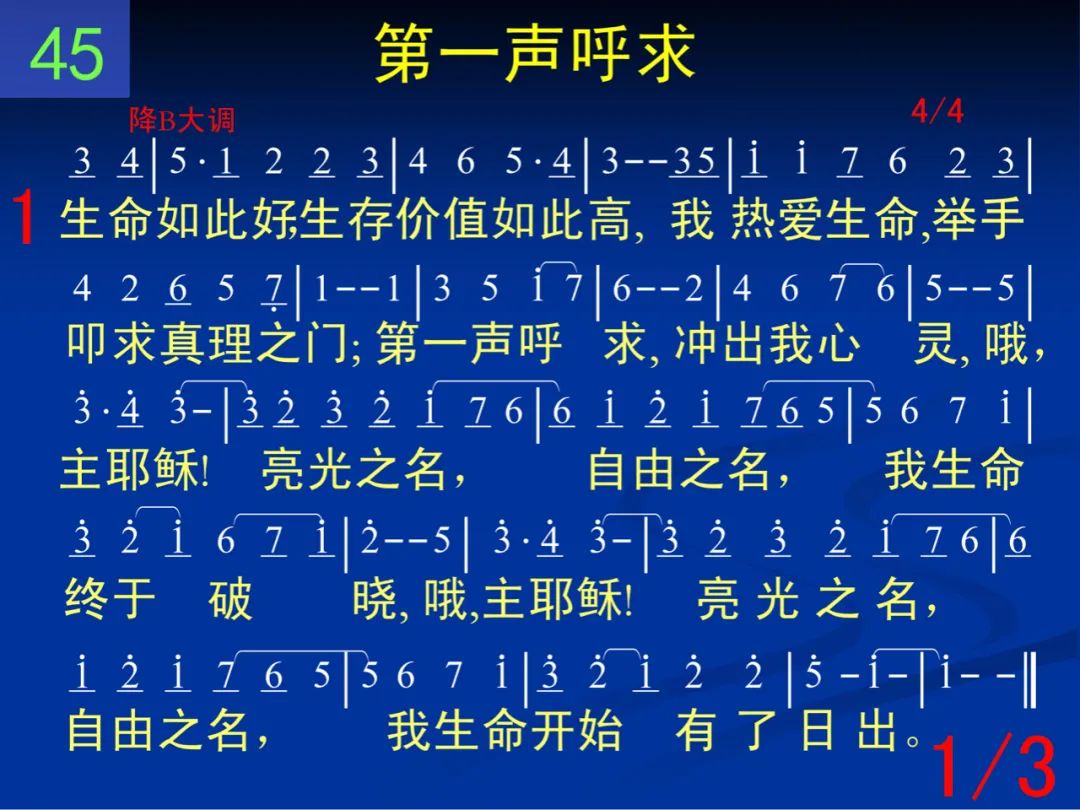 45
第一声呼求
降B大调
4/4
3 4|5·1 2 2 3|4 6 5·4|3--35|i i 7 6 2 3|
1
生命如此好,生存价值如此高, 我 热爱生命,举手
4 2 6 5 7̣|1--1|3 5 i 7|6--2|4 6 7 6|5--5|
叩求真理之门; 第一声呼 求, 冲出我心 灵, 哦,
3̇·4̇ 3̇-|3̇ 2̇ 3̇ 2̇ i 7 6|6 i 2̇ i 7 6 5|5 6 7 i|
主耶稣! 亮光之名, 自由之名, 我生命
3̇ 2̇ i 6 7 i|2̇--5| 3̇·4̇ 3̇-|3̇ 2̇ 3̇ 2̇ i 7 6|6
终于 破 晓, 哦,主耶稣! 亮 光 之 名,
i 2̇ i 7 6 5|5 6 7 i|3̇ 2̇ i 2̇ 2̇|5̇ -i-|i- -‖
自由之名, 我生命开始 有 了 日 出。
1/3